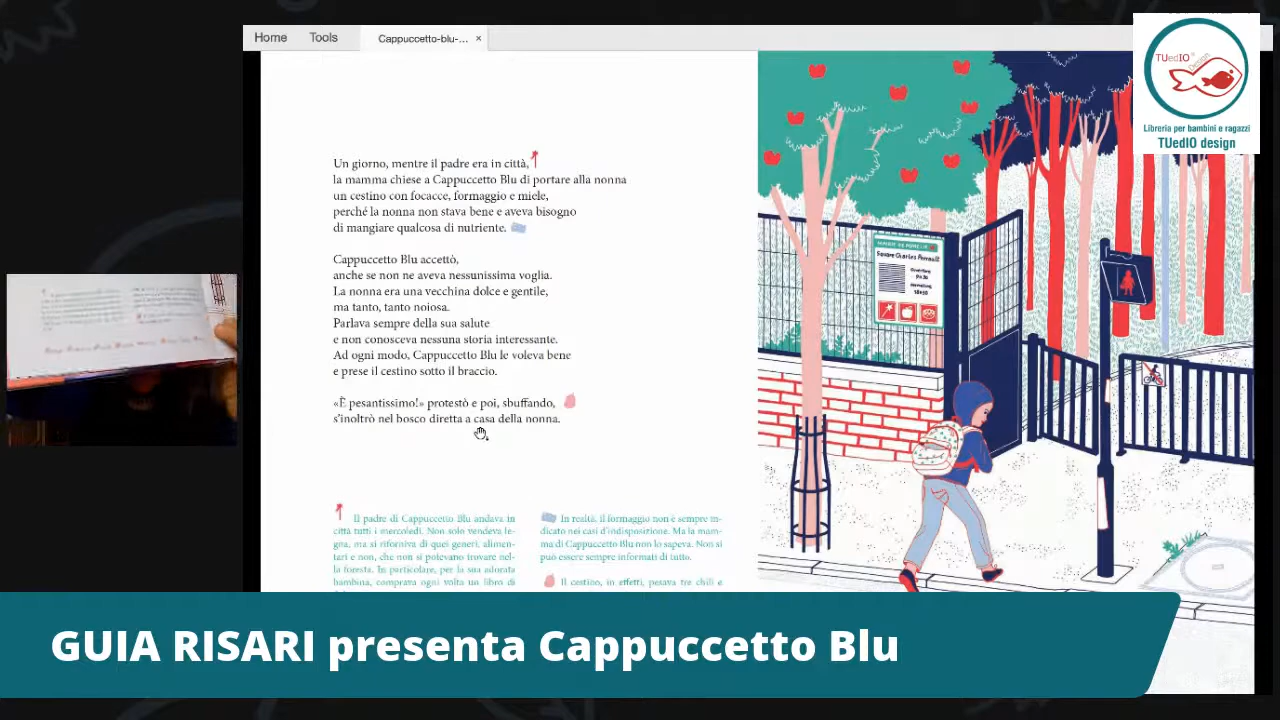 Home Tools Cappuccetto-blu-... ×
TUedIO
Design
Libreria per bambini e ragazzi
TUedIO design
Un giorno, mentre il padre era in città,
la mamma chiese a Cappuccetto Blu di portare alla nonna
un cestino con focacce, formaggio e miele,
perché la nonna non stava bene e aveva bisogno
di mangiare qualcosa di nutriente.
Cappuccetto Blu accettò,
anche se non ne aveva nessunissima voglia.
La nonna era una vecchina dolce e gentile,
ma tanto, tanto noiosa.
Parlava sempre della sua salute
e non conosceva nessuna storia interessante.
Ad ogni modo, Cappuccetto Blu le voleva bene
e prese il cestino sotto il braccio.
«È pesantissimo!» protestò e poi, sbuffando,
s'inoltrò nel bosco diretta a casa della nonna.
Il padre di Cappuccetto Blu andava in
città tutti i mercoledì. Non solo vendeva le-
gna, ma si riforniva di quei generi, alimen-
tari e non, che non si potevano trovare nel-
la foresta. In particolare, per la sua adorata
bambina, comprava ogni volta un libro di
In realtà, il formaggio non è sempre in-
dicato nei casi d'indisposizione. Ma la mam-
ma di Cappuccetto Blu non lo sapeva. Non si
può essere sempre informati di tutto.
Il cestino, in effetti, pesava tre chili e
Square Charles Perrault
GUIA RISARI presenta Cappuccetto Blu